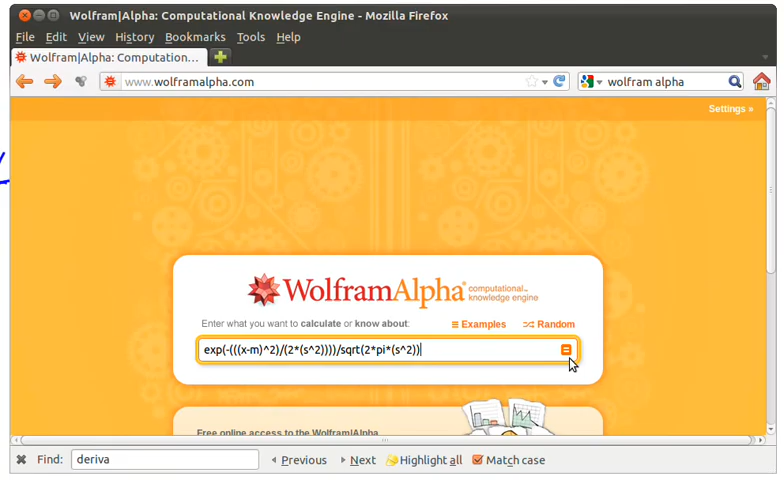 Wolfram|Alpha: Computational Knowledge Engine - Mozilla Firefox
File Edit View History Bookmarks Tools Help
Wolfram|Alpha: Computation...
www.wolframalpha.com
wolfram alpha
Settings »
WolframAlpha computational
knowledge engine
Enter what you want to calculate or know about:
Examples Random
exp(-(((x-m)^2)/(2*(s^2))))/sqrt(2*pi*(s^2))
Free online access to the Wolfram|Alpha
Find: deriva Previous Next Highlight all Match case